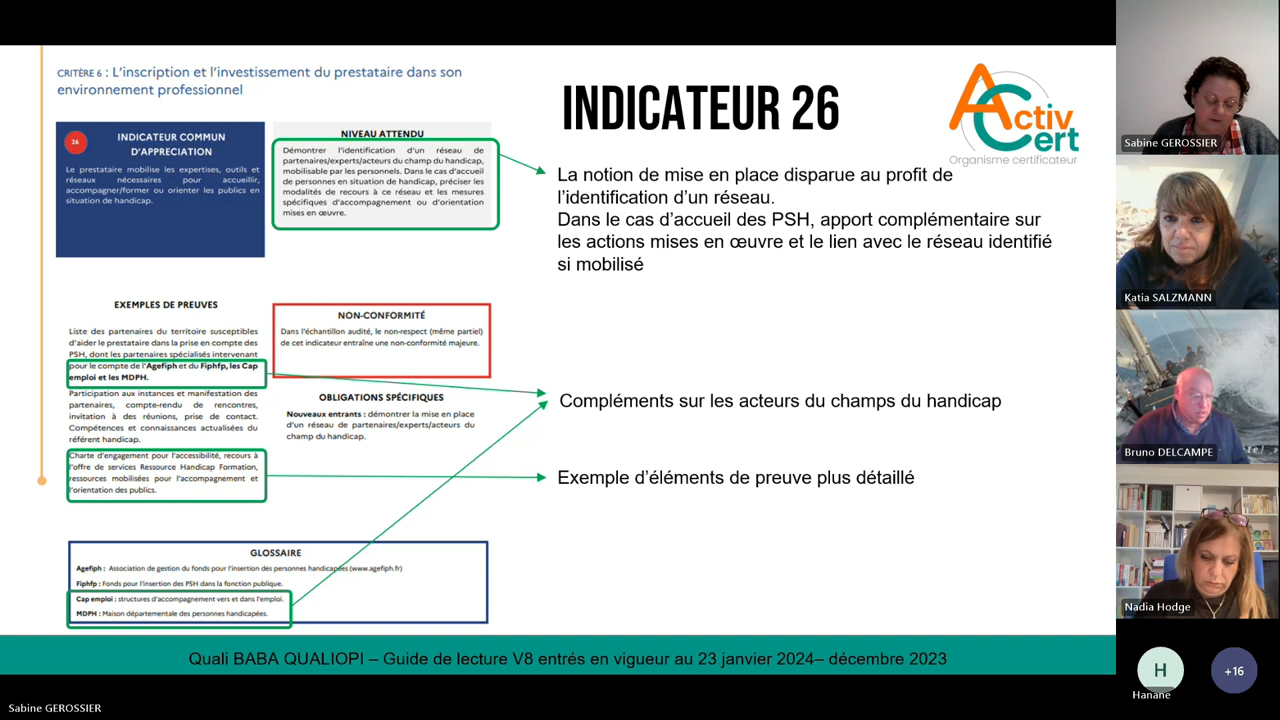 CRITÈRE 6 : L'inscription et l'investissement du prestataire dans son
environnement professionnel
26
INDICATEUR COMMUN
D'APPRECIATION
Le prestataire mobilise les expertises, outils et
réseaux nécessaires pour accueillir,
accompagner/former ou orienter les publics en
situation de handicap.
NIVEAU ATTENDU
Démontrer l'identification d'un réseau de
partenaires/experts/acteurs du champ du handicap,
mobilisable par les personnels. Dans le cas d'accueil
de personnes en situation de handicap, préciser les
modalités de recours à ce réseau et les mesures
spécifiques d'accompagnement ou d'orientation
mises en œuvre.
EXEMPLES DE PREUVES
Liste des partenaires du territoire susceptibles
d'aider le prestataire dans la prise en compte des
PSH, dont les partenaires spécialisés intervenant
pour le compte de l'Agefiph et du Fiphfp, les Cap
emploi et les MDPH.
Participation aux instances et manifestation des
partenaires, compte-rendu de rencontres,
invitation à des réunions, prise de contact.
Compétences et connaissances actualisées du
référent handicap.
Charte d'engagement pour l'accessibilité, recours à
l'offre de services Ressource Handicap Formation,
ressources mobilisées pour l'accompagnement et
l'orientation des publics.
NON-CONFORMITÉ
Dans l'échantillon audité, le non-respect (même partiel)
de cet indicateur entraîne une non-conformité majeure.
OBLIGATIONS SPÉCIFIQUES
Nouveaux entrants : démontrer la mise en place
d'un réseau de partenaires/experts/acteurs du
champ du handicap.
GLOSSAIRE
Agefiph : Association de gestion du fonds pour l'insertion des personnes handicapées (www.agefiph.fr)
Fiphfp : Fonds pour l'insertion des PSH dans la fonction publique.
Cap emploi : structures d'accompagnement vers et dans l'emploi.
MDPH : Maison départementale des personnes handicapées.
INDICATEUR 26
Activ
Cert
Organisme certificateur
La notion de mise en place disparue au profit de
l'identification d'un réseau.
Dans le cas d'accueil des PSH, apport complémentaire sur
les actions mises en œuvre et le lien avec le réseau identifié
si mobilisé
Compléments sur les acteurs du champs du handicap
Exemple d'éléments de preuve plus détaillé
Quali BABA QUALIOPI – Guide de lecture V8 entrés en vigueur au 23 janvier 2024– décembre 2023
Sabine GEROSSIER
Katia SALZMANN
Bruno DELCAMPE
Nadia Hodge
H
Hanane
+16
Sabine GEROSSIER